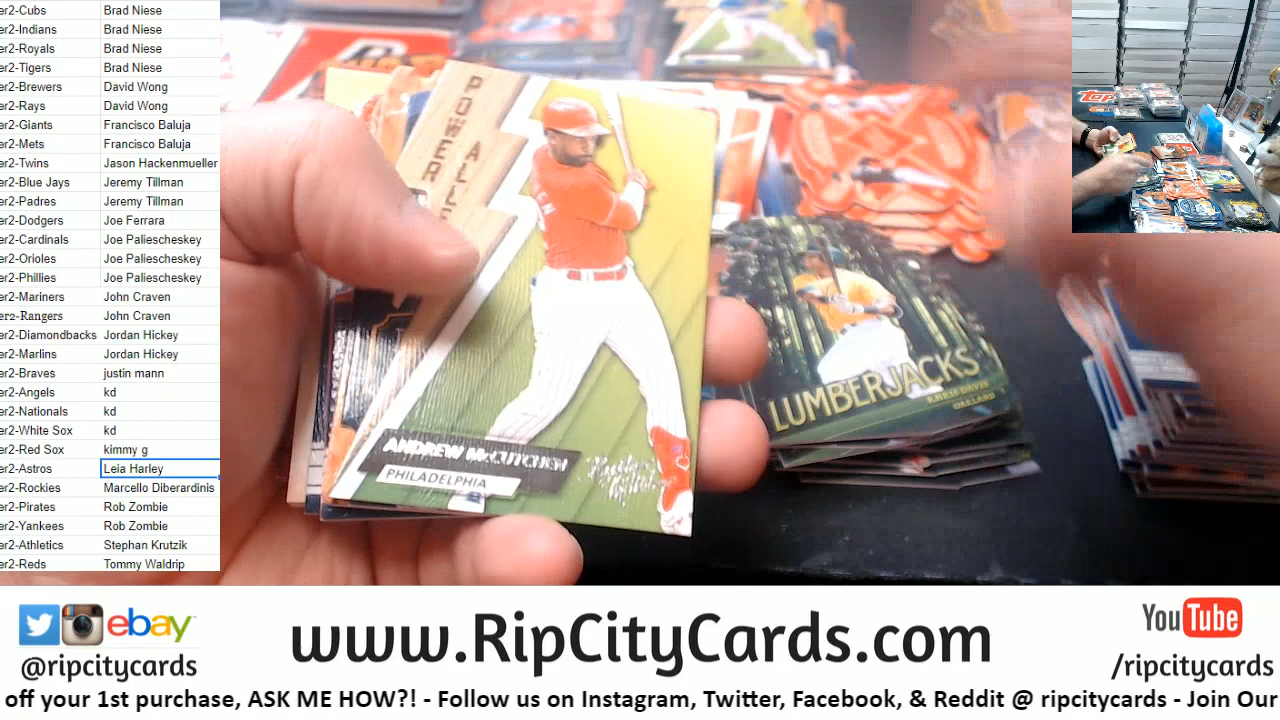 er2-Cubs Brad Niese
er2-Indians Brad Niese
er2-Royals Brad Niese
er2-Tigers Brad Niese
er2-Brewers David Wong
er2-Rays David Wong
er2-Giants Francisco Baluja
er2-Mets Francisco Baluja
er2-Twins Jason Hackenmueller
er2-Blue Jays Jeremy Tillman
er2-Padres Jeremy Tillman
er2-Dodgers Joe Ferrara
er2-Cardinals Joe Paliescheskey
er2-Orioles Joe Paliescheskey
er2-Phillies Joe Paliescheskey
er2-Mariners John Craven
er2-Rangers John Craven
er2-Diamondbacks Jordan Hickey
er2-Marlins Jordan Hickey
er2-Braves justin mann
er2-Angels kd
er2-Nationals kd
er2-White Sox kd
er2-Red Sox kimmy g
er2-Astros Leia Harley
er2-Rockies Marcello Diberardinis
er2-Pirates Rob Zombie
er2-Yankees Rob Zombie
er2-Athletics Stephan Krutzik
er2-Reds Tommy Waldrip
POWER
ALLE
ANDREW McCUTCHEN
PHILADELPHIA
LUMBERJACKS
KHRIS DAVIS
OAKLAND
Topp
ebay
@ripcitycards
www.RipCityCards.com
YouTube
/ripcitycards
off your 1st purchase, ASK ME HOW?! - Follow us on Instagram, Twitter, Facebook, & Reddit @ ripcitycards - Join Our